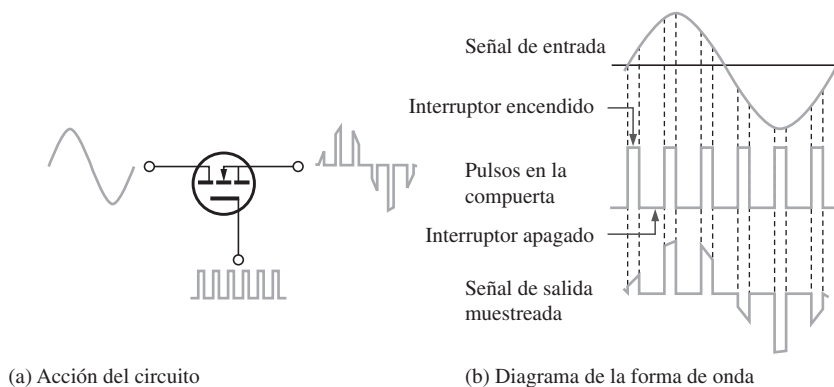 Señal de entrada
Interruptor encendido
Pulsos en la
compuerta
Interruptor apagado
Señal de salida
muestreada
(a) Acción del circuito
(b) Diagrama de la forma de onda